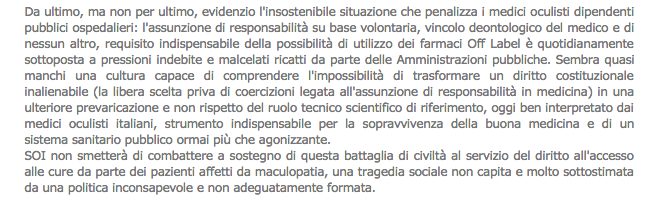 Da ultimo, ma non per ultimo, evidenzio l'insostenibile situazione che penalizza i medici oculisti dipendenti
pubblici ospedalieri: l'assunzione di responsabilità su base volontaria, vincolo deontologico del medico e di
nessun altro, requisito indispensabile della possibilità di utilizzo dei farmaci Off Label è quotidianamente
sottoposta a pressioni indebite e malcelati ricatti da parte delle Amministrazioni pubbliche. Sembra quasi
manchi una cultura capace di comprendere l'impossibilità di trasformare un diritto costituzionale
inalienabile (la libera scelta priva di coercizioni legata all'assunzione di responsabilità in medicina) in una
ulteriore prevaricazione e non rispetto del ruolo tecnico scientifico di riferimento, oggi ben interpretato dai
medici oculisti italiani, strumento indispensabile per la sopravvivenza della buona medicina e di un
sistema sanitario pubblico ormai più che agonizzante.
SOI non smetterà di combattere a sostegno di questa battaglia di civiltà al servizio del diritto all'accesso
alle cure da parte dei pazienti affetti da maculopatia, una tragedia sociale non capita e molto sottostimata
da una politica inconsapevole e non adeguatamente formata.